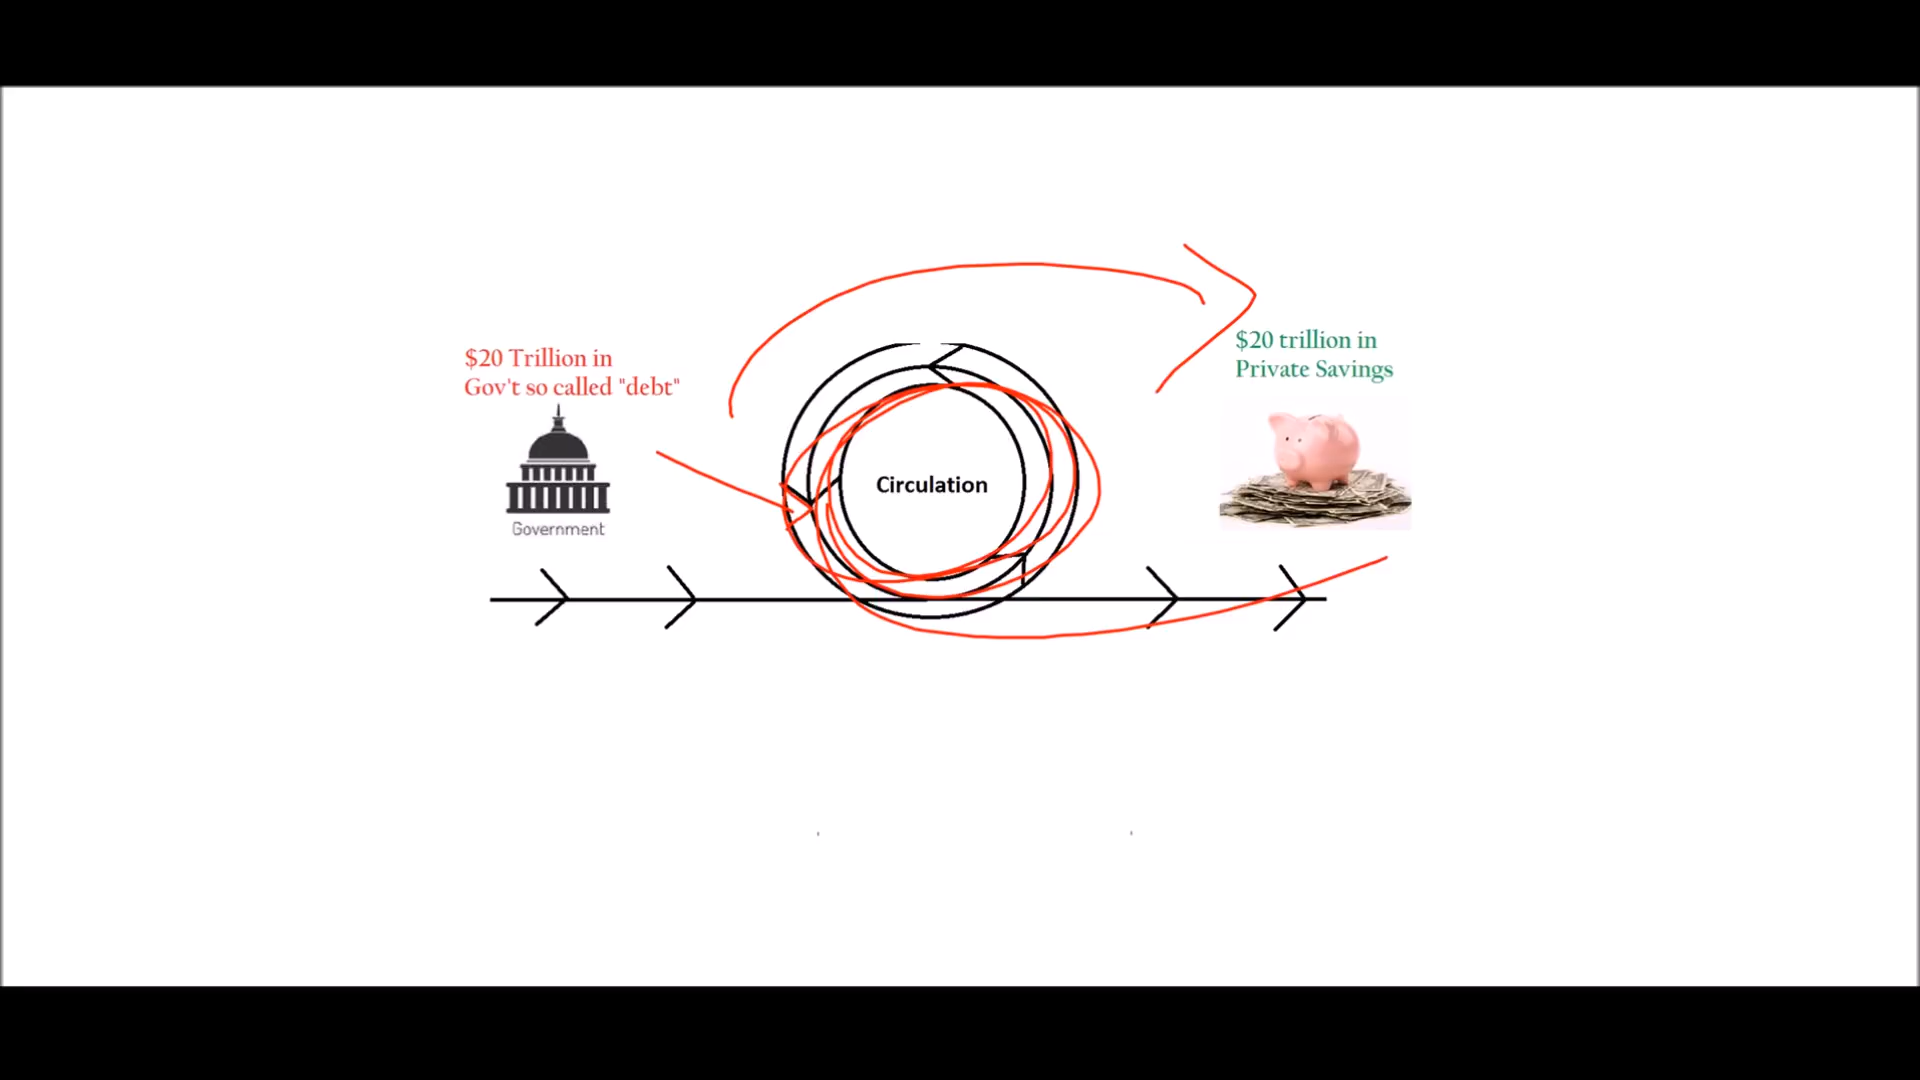 $20 Trillion in
Gov't so called "debt"
Government
Circulation
$20 trillion in
Private Savings